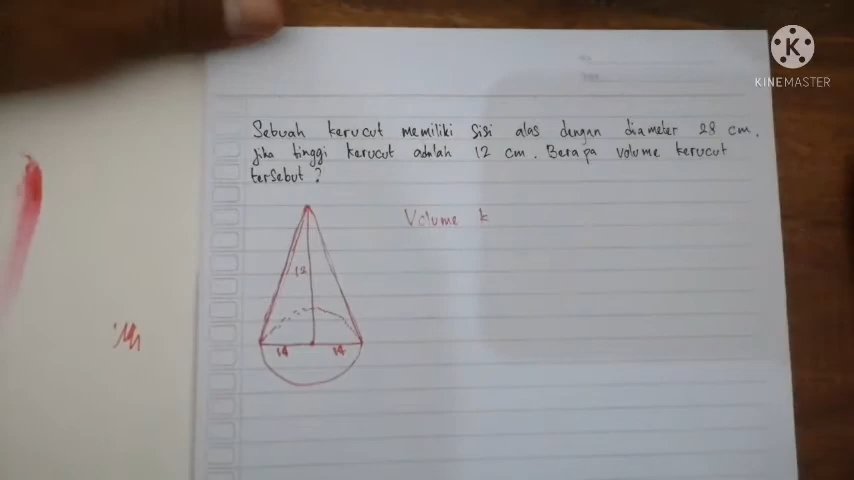 Sebuah kerucut memiliki sisi alas dengan diameter 28 cm.
jika tinggi kerucut adalah 12 cm. Berapa volume kerucut
tersebut ?
Volume k
12
14 14
K
KINEMASTER